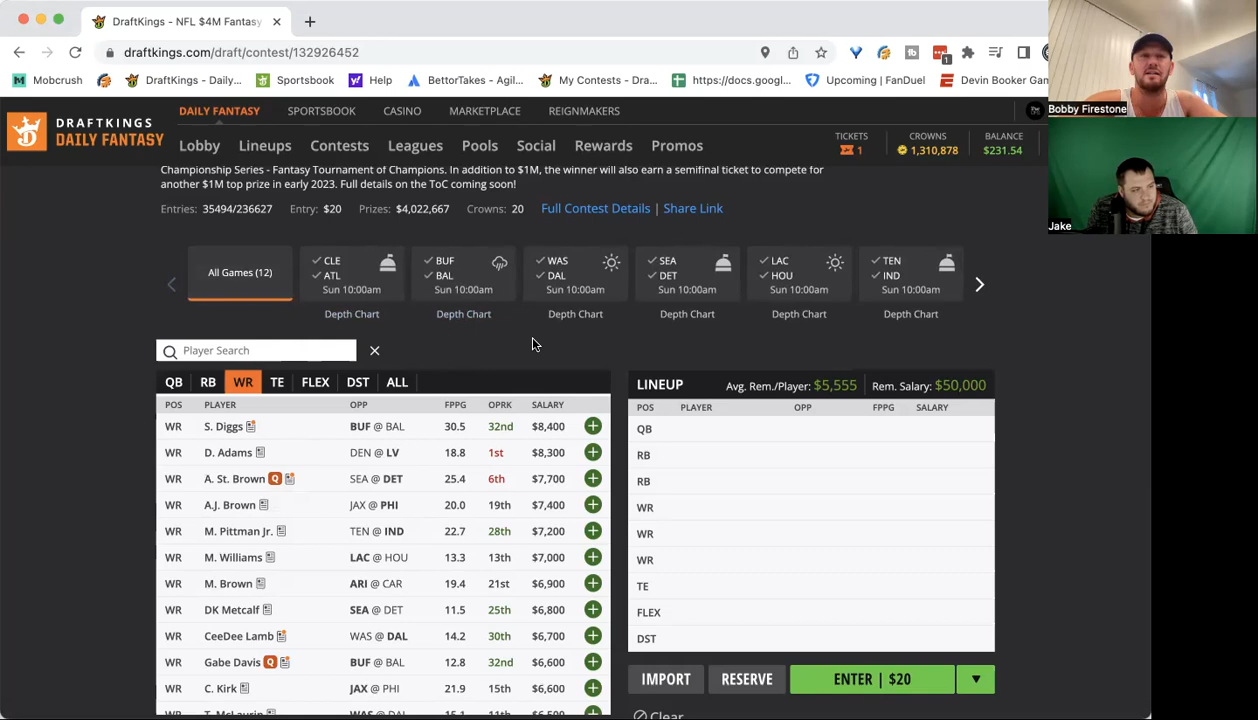 DraftKings - NFL $4M Fantasy
draftkings.com/draft/contest/132926452
Mobcrush DraftKings - Daily... Sportsbook Help BettorTakes - Agil... My Contests - Dra... https://docs.googl... Upcoming | FanDuel Devin Booker Gam
DRAFTKINGS
DAILY FANTASY
DAILY FANTASY SPORTSBOOK CASINO MARKETPLACE REIGNMAKERS
Lobby Lineups Contests Leagues Pools Social Rewards Promos
TICKETS CROWNS BALANCE
1 1,310,878 $231.54
Bobby Firestone
Jake
Championship Series - Fantasy Tournament of Champions. In addition to $1M, the winner will also earn a semifinal ticket to compete for
another $1M top prize in early 2023. Full details on the ToC coming soon!
Entries: 35494/236627 Entry: $20 Prizes: $4,022,667 Crowns: 20 Full Contest Details | Share Link
All Games (12)
CLE
ATL
Sun 10:00am
Depth Chart
BUF
BAL
Sun 10:00am
Depth Chart
WAS
DAL
Sun 10:00am
Depth Chart
SEA
DET
Sun 10:00am
Depth Chart
LAC
HOU
Sun 10:00am
Depth Chart
TEN
IND
Sun 10:00am
Depth Chart
Player Search
QB RB WR TE FLEX DST ALL
POS PLAYER OPP FPPG OPRK SALARY
WR S. Diggs BUF @ BAL 30.5 32nd $8,400
WR D. Adams DEN @ LV 18.8 1st $8,300
WR A. St. Brown Q SEA @ DET 25.4 6th $7,700
WR A.J. Brown JAX @ PHI 20.0 19th $7,400
WR M. Pittman Jr. TEN @ IND 22.7 28th $7,200
WR M. Williams LAC @ HOU 13.3 13th $7,000
WR M. Brown ARI @ CAR 19.4 21st $6,900
WR DK Metcalf SEA @ DET 11.5 25th $6,800
WR CeeDee Lamb WAS @ DAL 14.2 30th $6,700
WR Gabe Davis Q BUF @ BAL 12.8 32nd $6,600
WR C. Kirk JAX @ PHI 21.9 15th $6,600
WR T. McLaurin WAS @ DAL 15.1 11th $6,500
LINEUP Avg. Rem./Player: $5,555 Rem. Salary: $50,000
POS PLAYER OPP FPPG SALARY
QB
RB
RB
WR
WR
WR
TE
FLEX
DST
IMPORT RESERVE ENTER | $20
Clear